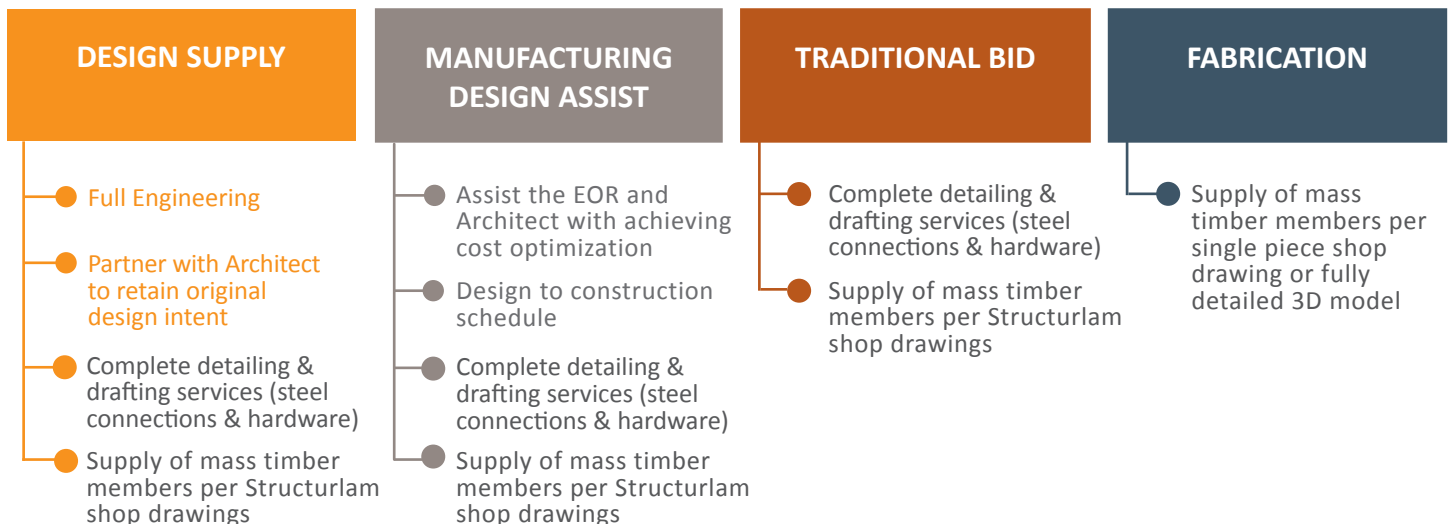 DESIGN SUPPLY
Full Engineering
Partner with Architect
to retain original
design intent
Complete detailing &
drafting services (steel
connections & hardware)
Supply of mass timber
members per Structurlam
shop drawings
MANUFACTURING
DESIGN ASSIST
Assist the EOR and
Architect with achieving
cost optimization
Design to construction
schedule
Complete detailing &
drafting services (steel
connections & hardware)
Supply of mass timber
members per Structurlam
shop drawings
TRADITIONAL BID
Complete detailing &
drafting services (steel
connections & hardware)
Supply of mass timber
members per Structurlam
shop drawings
FABRICATION
Supply of mass
timber members per
single piece shop
drawing or fully
detailed 3D model